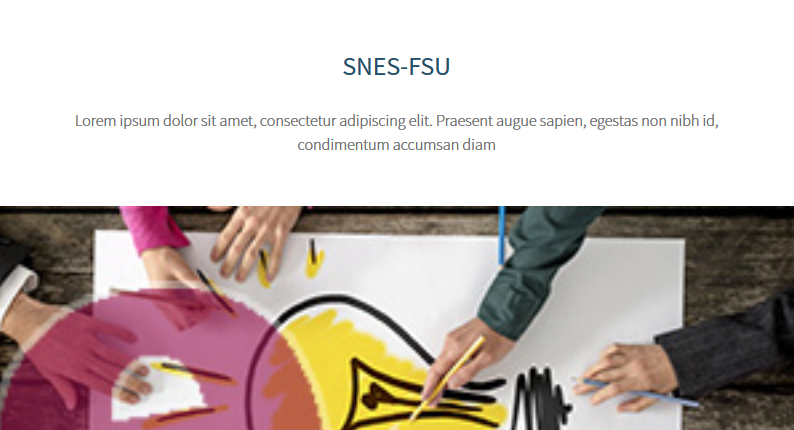 SNES-FSU
Lorem ipsum dolor sit amet, consectetur adipiscing elit. Praesent augue sapien, egestas non nibh id,
condimentum accumsan diam